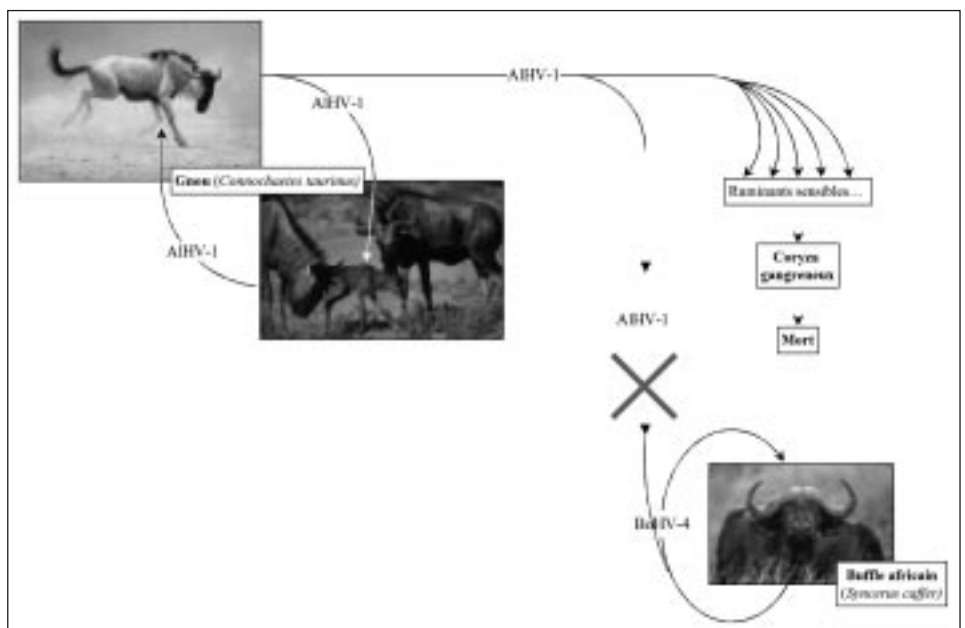 AlHV-1
AlHV-1
Gnou (Connochaetes taurinus)
AlHV-1
Ruminants sensibles…
Coryza
gangreneux
AlHV-1
Mort
BoHV-4
Buffle africain
(Syncerus caffer)